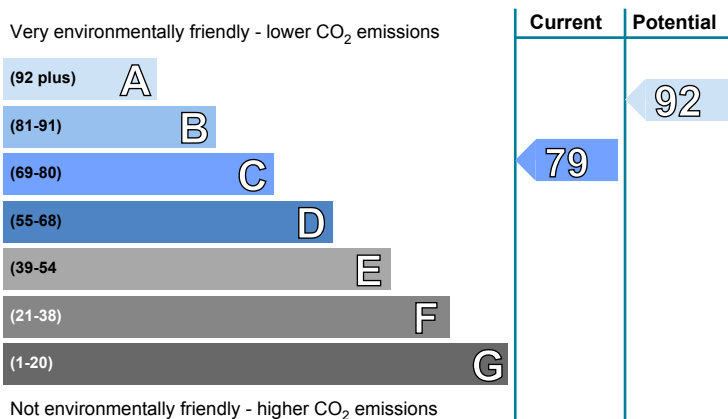 Very environmentally friendly - lower CO2 emissions
Current
Potential
(92 plus) A
(81-91) B
(69-80) C
(55-68) D
(39-54 E
(21-38) F
(1-20) G
92
79
Not environmentally friendly - higher CO2 emissions